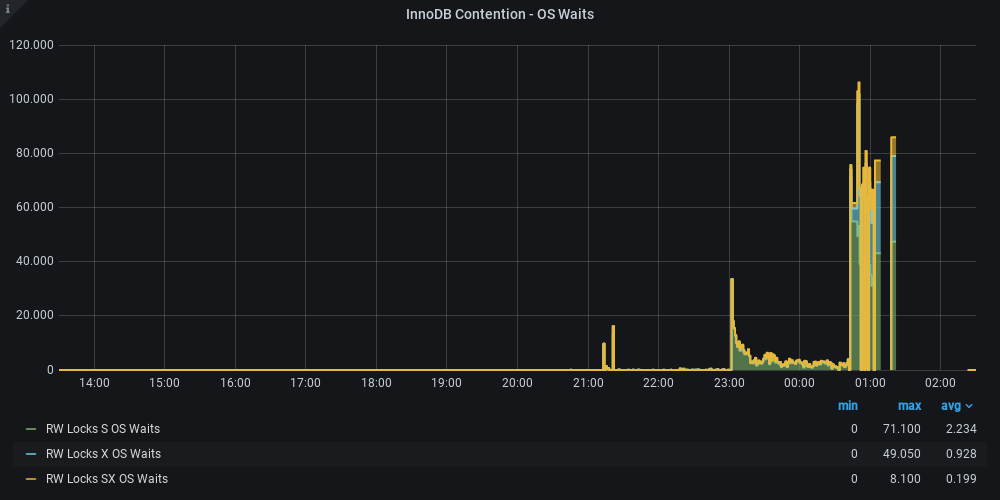 i
InnoDB Contention - OS Waits
120.000
100.000
80.000
60.000
40.000
20.000
0
14:00 15:00 16:00 17:00 18:00 19:00 20:00 21:00 22:00 23:00 00:00 01:00 02:00
min max avg
RW Locks S OS Waits 0 71.100 2.234
RW Locks X OS Waits 0 49.050 0.928
RW Locks SX OS Waits 0 8.100 0.199